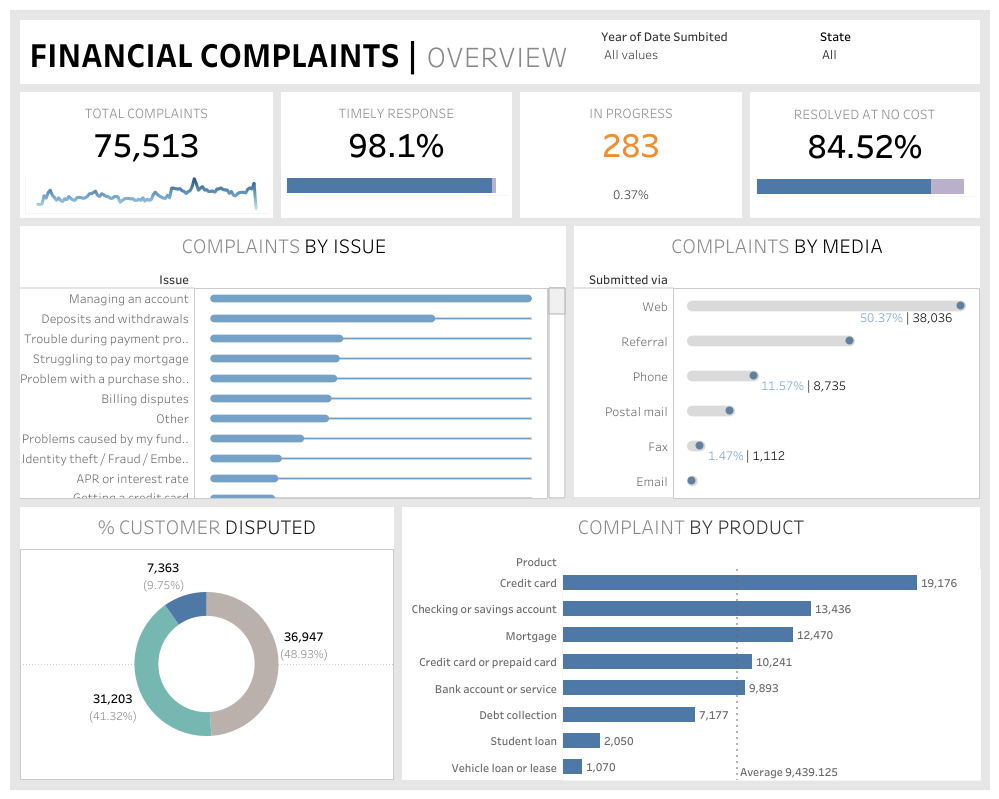 FINANCIAL COMPLAINTS | OVERVIEW
Year of Date Sumbited
All values
State
All
TOTAL COMPLAINTS
75,513
TIMELY RESPONSE
98.1%
IN PROGRESS
283
0.37%
RESOLVED AT NO COST
84.52%
COMPLAINTS BY ISSUE
Issue
Managing an account
Deposits and withdrawals
Trouble during payment pro..
Struggling to pay mortgage
Problem with a purchase sho..
Billing disputes
Other
Problems caused by my fund..
Identity theft / Fraud / Embe..
APR or interest rate
Getting a credit card
COMPLAINTS BY MEDIA
Submitted via
Web
50.37% | 38,036
Referral
Phone
11.57% | 8,735
Postal mail
Fax
1.47% | 1,112
Email
% CUSTOMER DISPUTED
7,363
(9.75%)
36,947
(48.93%)
31,203
(41.32%)
COMPLAINT BY PRODUCT
Product
Credit card 19,176
Checking or savings account 13,436
Mortgage 12,470
Credit card or prepaid card 10,241
Bank account or service 9,893
Debt collection 7,177
Student loan 2,050
Vehicle loan or lease 1,070
Average 9,439.125